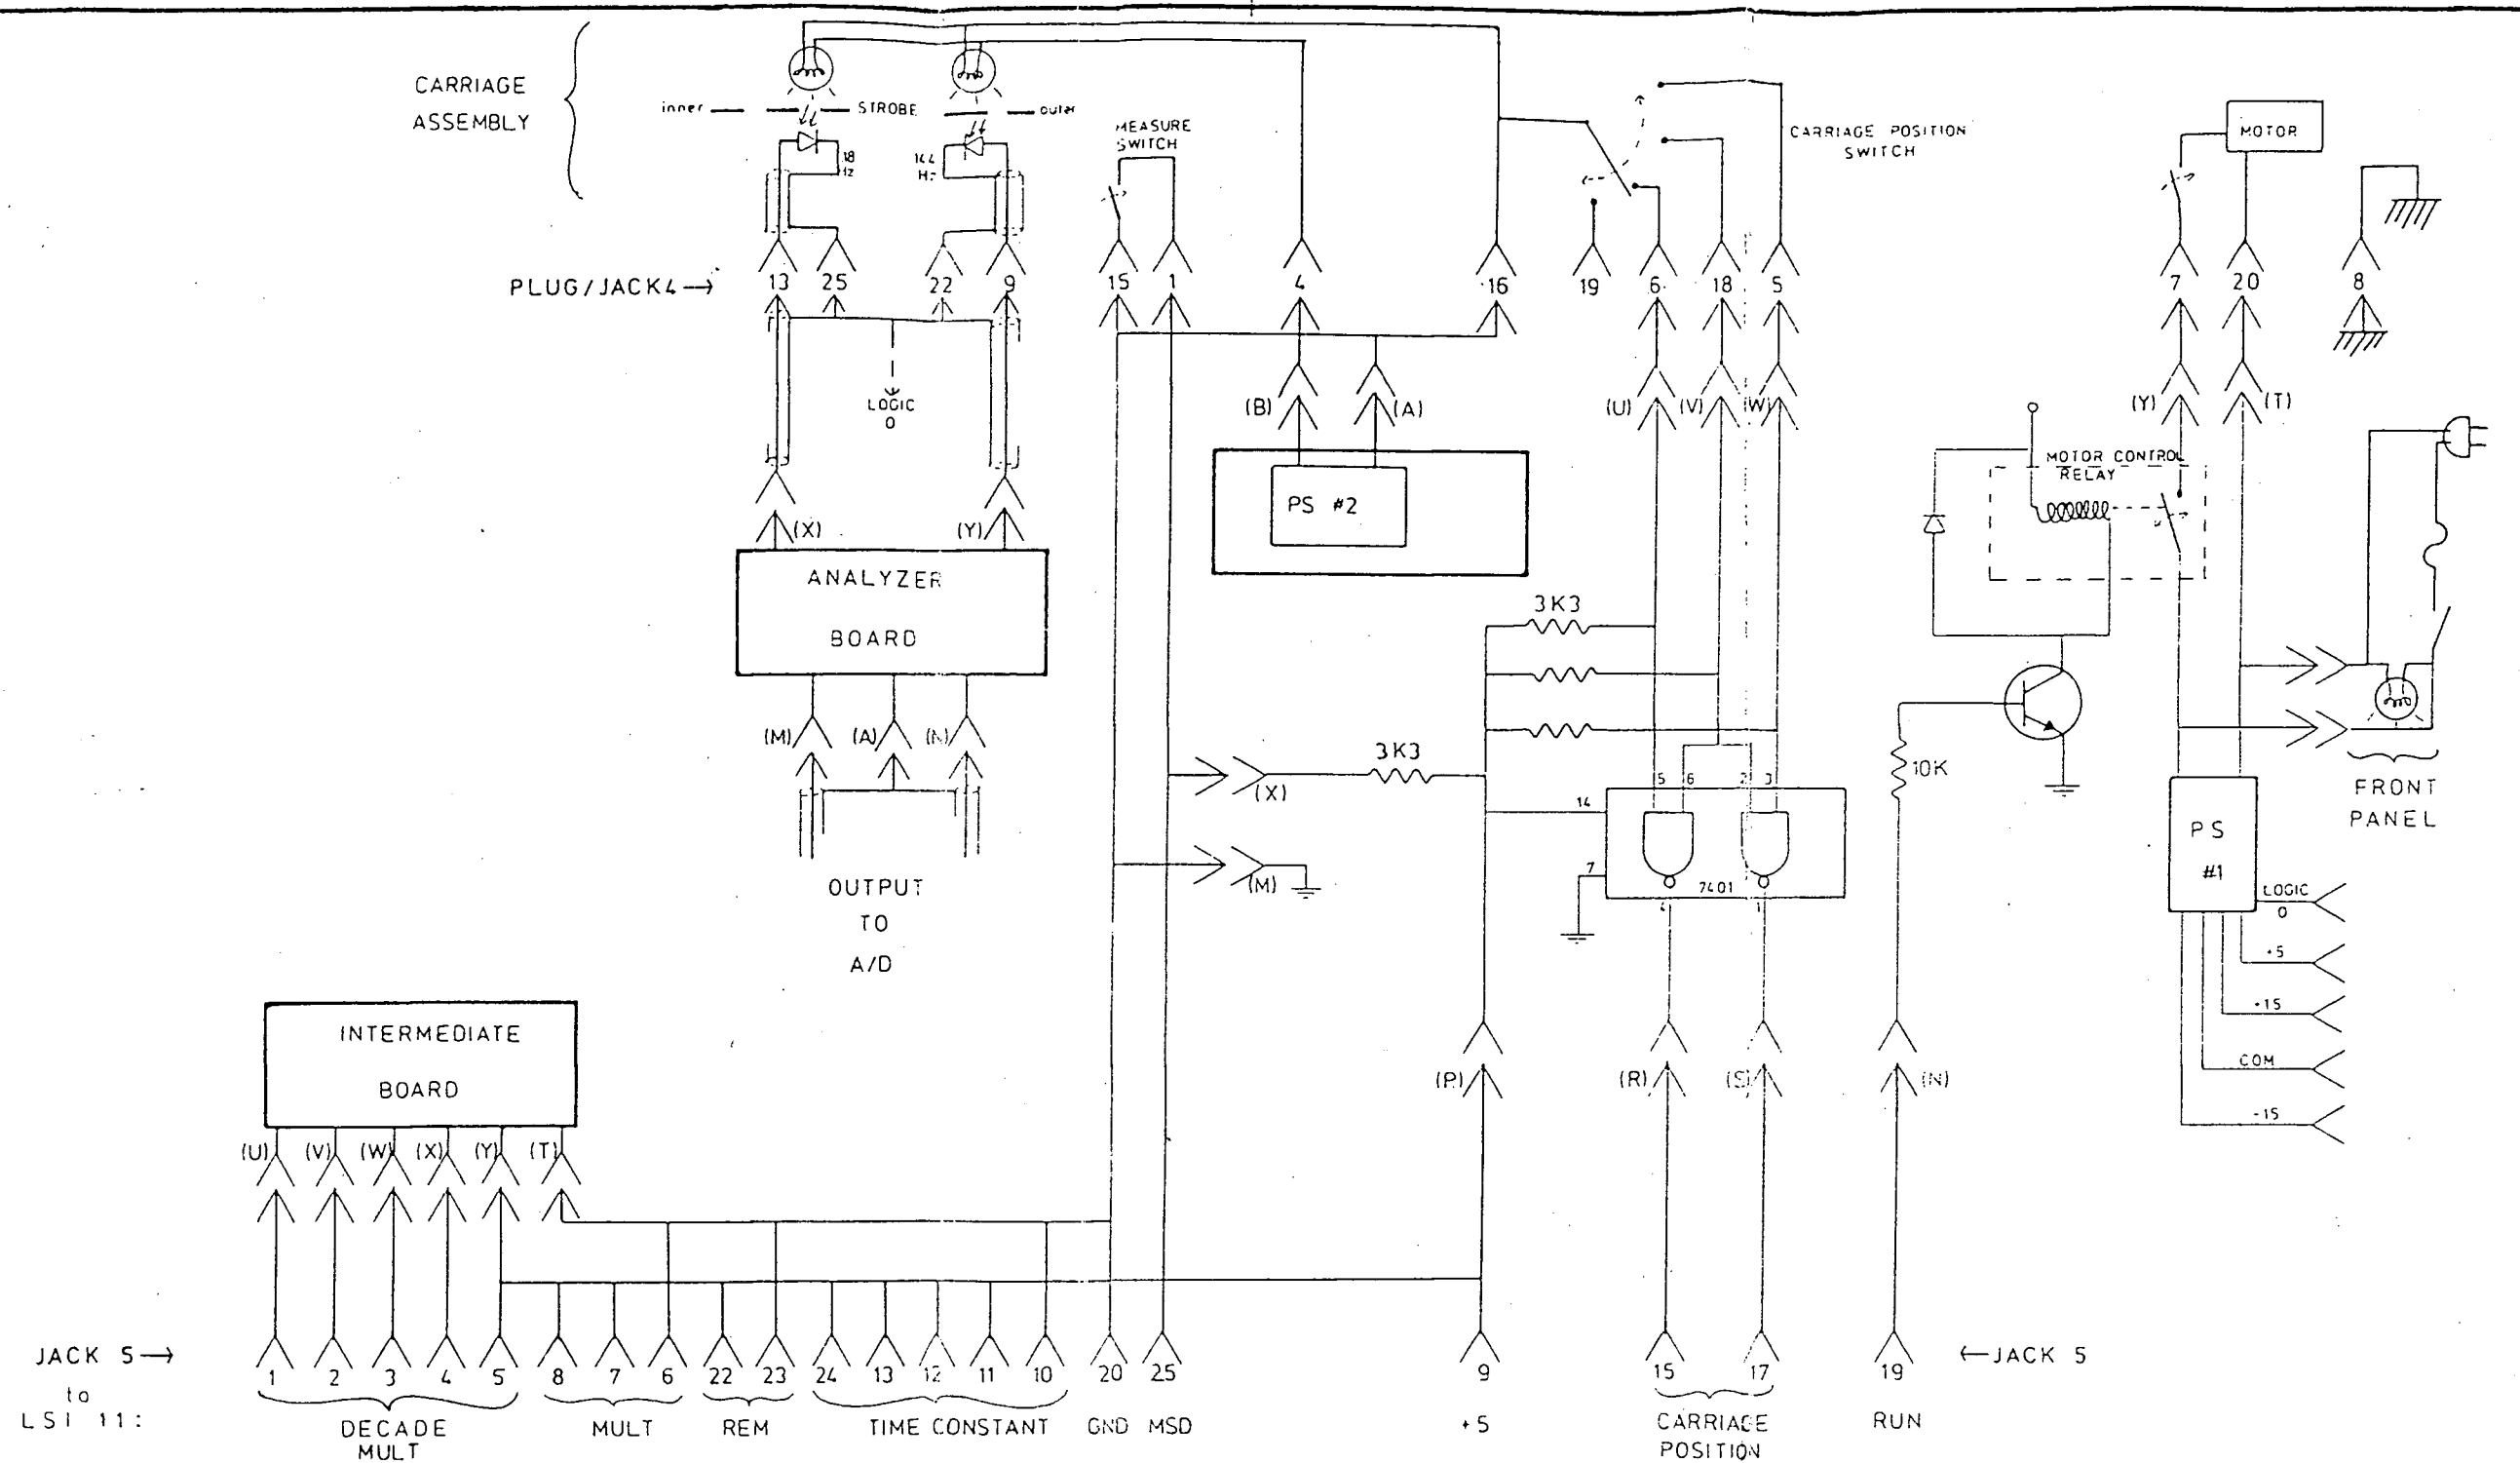 CARRIAGE
ASSEMBLY
inner
STROBE
outer
18
Hz
144
Hz
MEASURE
SWITCH
CARRIAGE POSITION
SWITCH
MOTOR
PLUG/JACK4→
13 25 22 9 15 1 4 16 19 6 18 5 7 20 8
LOGIC
0
(B) (A) (U) (V) (W) (Y) (T)
MOTOR CONTROL
RELAY
PS #2
(X) (Y)
ANALYZER
BOARD
3K3
(M) (A) (N)
3K3
(X)
(M)
5 6 2 3
14
7
7401
4 1
10K
FRONT
PANEL
PS
#1
LOGIC
0
+5
+15
COM
-15
OUTPUT
TO
A/D
INTERMEDIATE
BOARD
(P) (R) (S) (N)
(U) (V) (W) (X) (Y) (T)
JACK 5→
to
LSI 11:
1 2 3 4 5 8 7 6 22 23 24 13 12 11 10 20 25 9 15 17 19
←JACK 5
DECADE
MULT
MULT
REM
TIME CONSTANT
GND
MSD
+5
CARRIAGE
POSITION
RUN